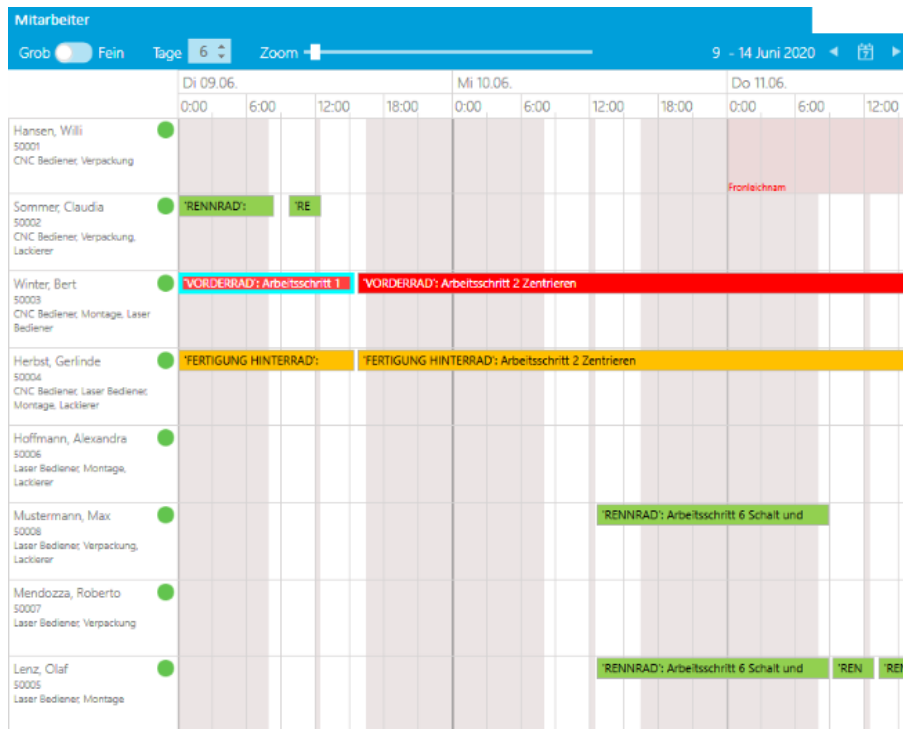 Mitarbeiter
Grob Fein Tage 6 Zoom 9 - 14 Juni 2020 7
Di 09.06. Mi 10.06. Do 11.06.
0:00 6:00 12:00 18:00 0:00 6:00 12:00 18:00 0:00 6:00 12:00
Hansen, Willi
50001
CNC Bediener, Verpackung
Fronleichnam
Sommer, Claudia 'RENNRAD': 'RE
50002
CNC Bediener, Verpackung,
Lackierer
Winter, Bert 'VORDERRAD': Arbeitsschritt 1 'VORDERRAD': Arbeitsschritt 2 Zentrieren
50003
CNC Bediener, Montage, Laser
Bediener
Herbst, Gerlinde 'FERTIGUNG HINTERRAD': 'FERTIGUNG HINTERRAD': Arbeitsschritt 2 Zentrieren
50004
CNC Bediener, Laser Bediener,
Montage, Lackierer
Hoffmann, Alexandra
50006
Laser Bediener, Montage,
Lackierer
Mustermann, Max 'RENNRAD': Arbeitsschritt 6 Schalt und
50008
Laser Bediener, Verpackung,
Lackierer
Mendozza, Roberto
50007
Laser Bediener, Verpackung
Lenz, Olaf 'RENNRAD': Arbeitsschritt 6 Schalt und 'REN 'REN
50005
Laser Bediener, Montage